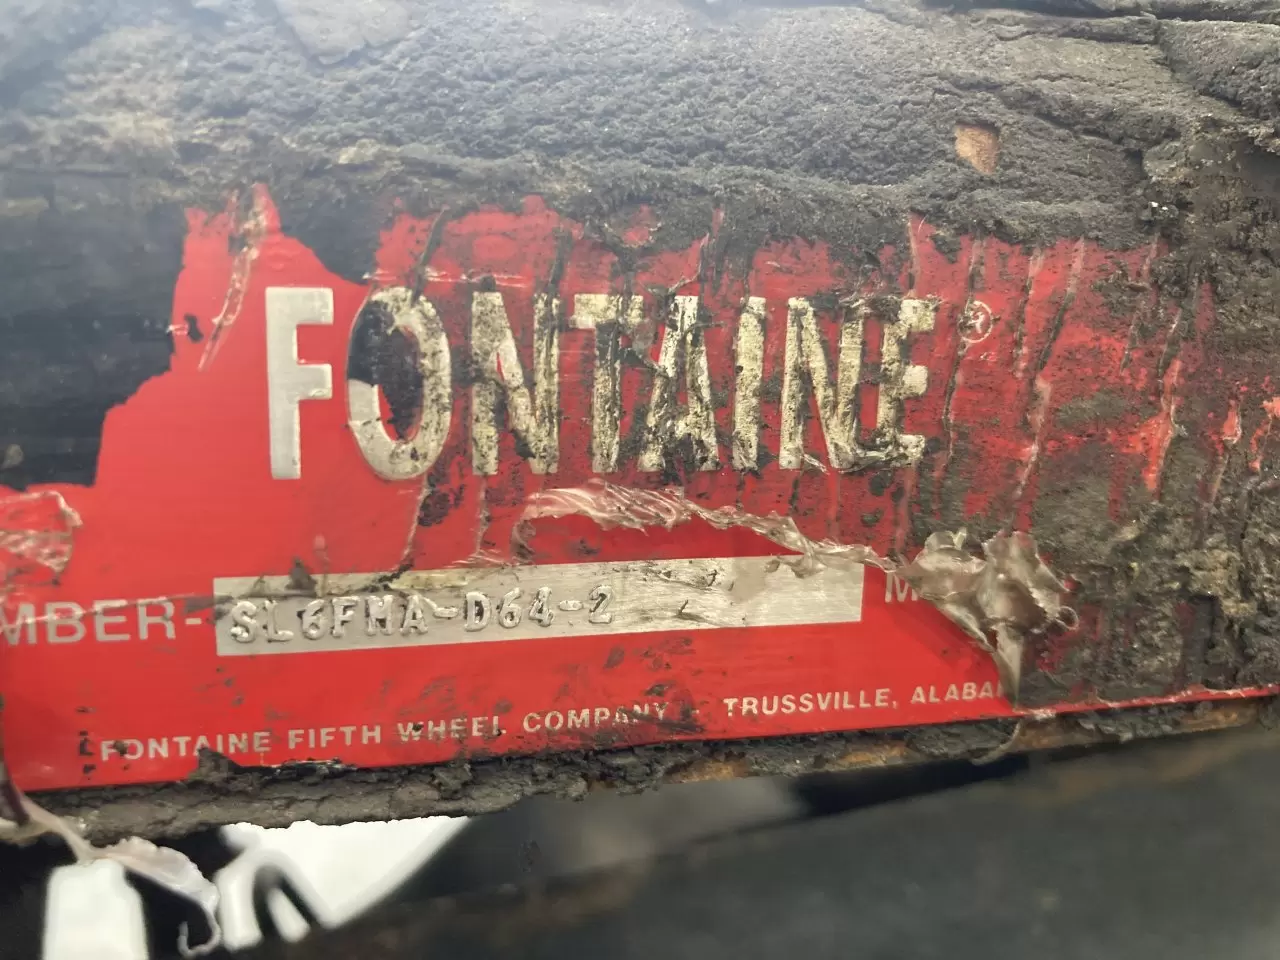 FONTAINE®
MBER- SL6FMA-D64-2 M
FONTAINE FIFTH WHEEL COMPANY - TRUSSVILLE, ALABA